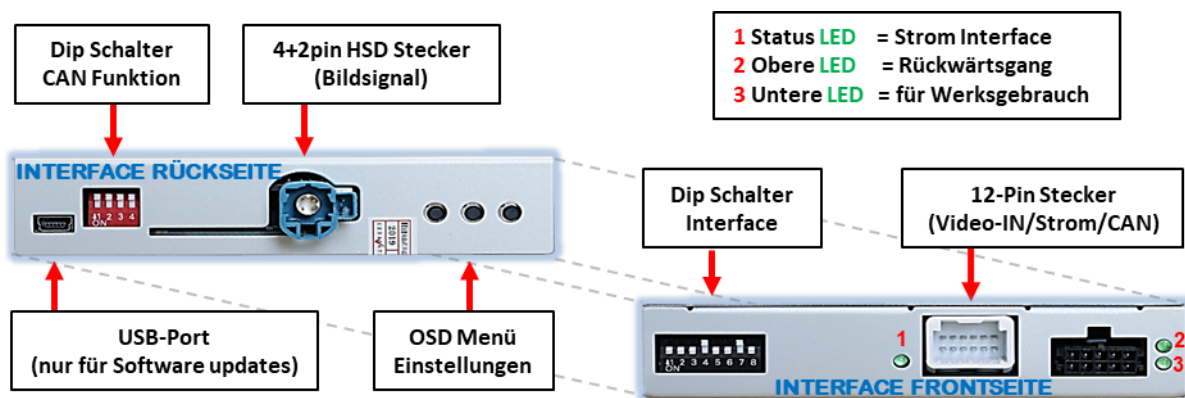 Dip Schalter
CAN Funktion
4+2pin HSD Stecker
(Bildsignal)
1 Status LED = Strom Interface
2 Obere LED = Rückwärtsgang
3 Untere LED = für Werksgebrauch
INTERFACE RÜCKSEITE
1 2 3 4
ON
2019
Dip Schalter
Interface
12-Pin Stecker
(Video-IN/Strom/CAN)
USB-Port
(nur für Software updates)
OSD Menü
Einstellungen
1 2 3 4 5 6 7 8
ON
1
2
3
INTERFACE FRONTSEITE